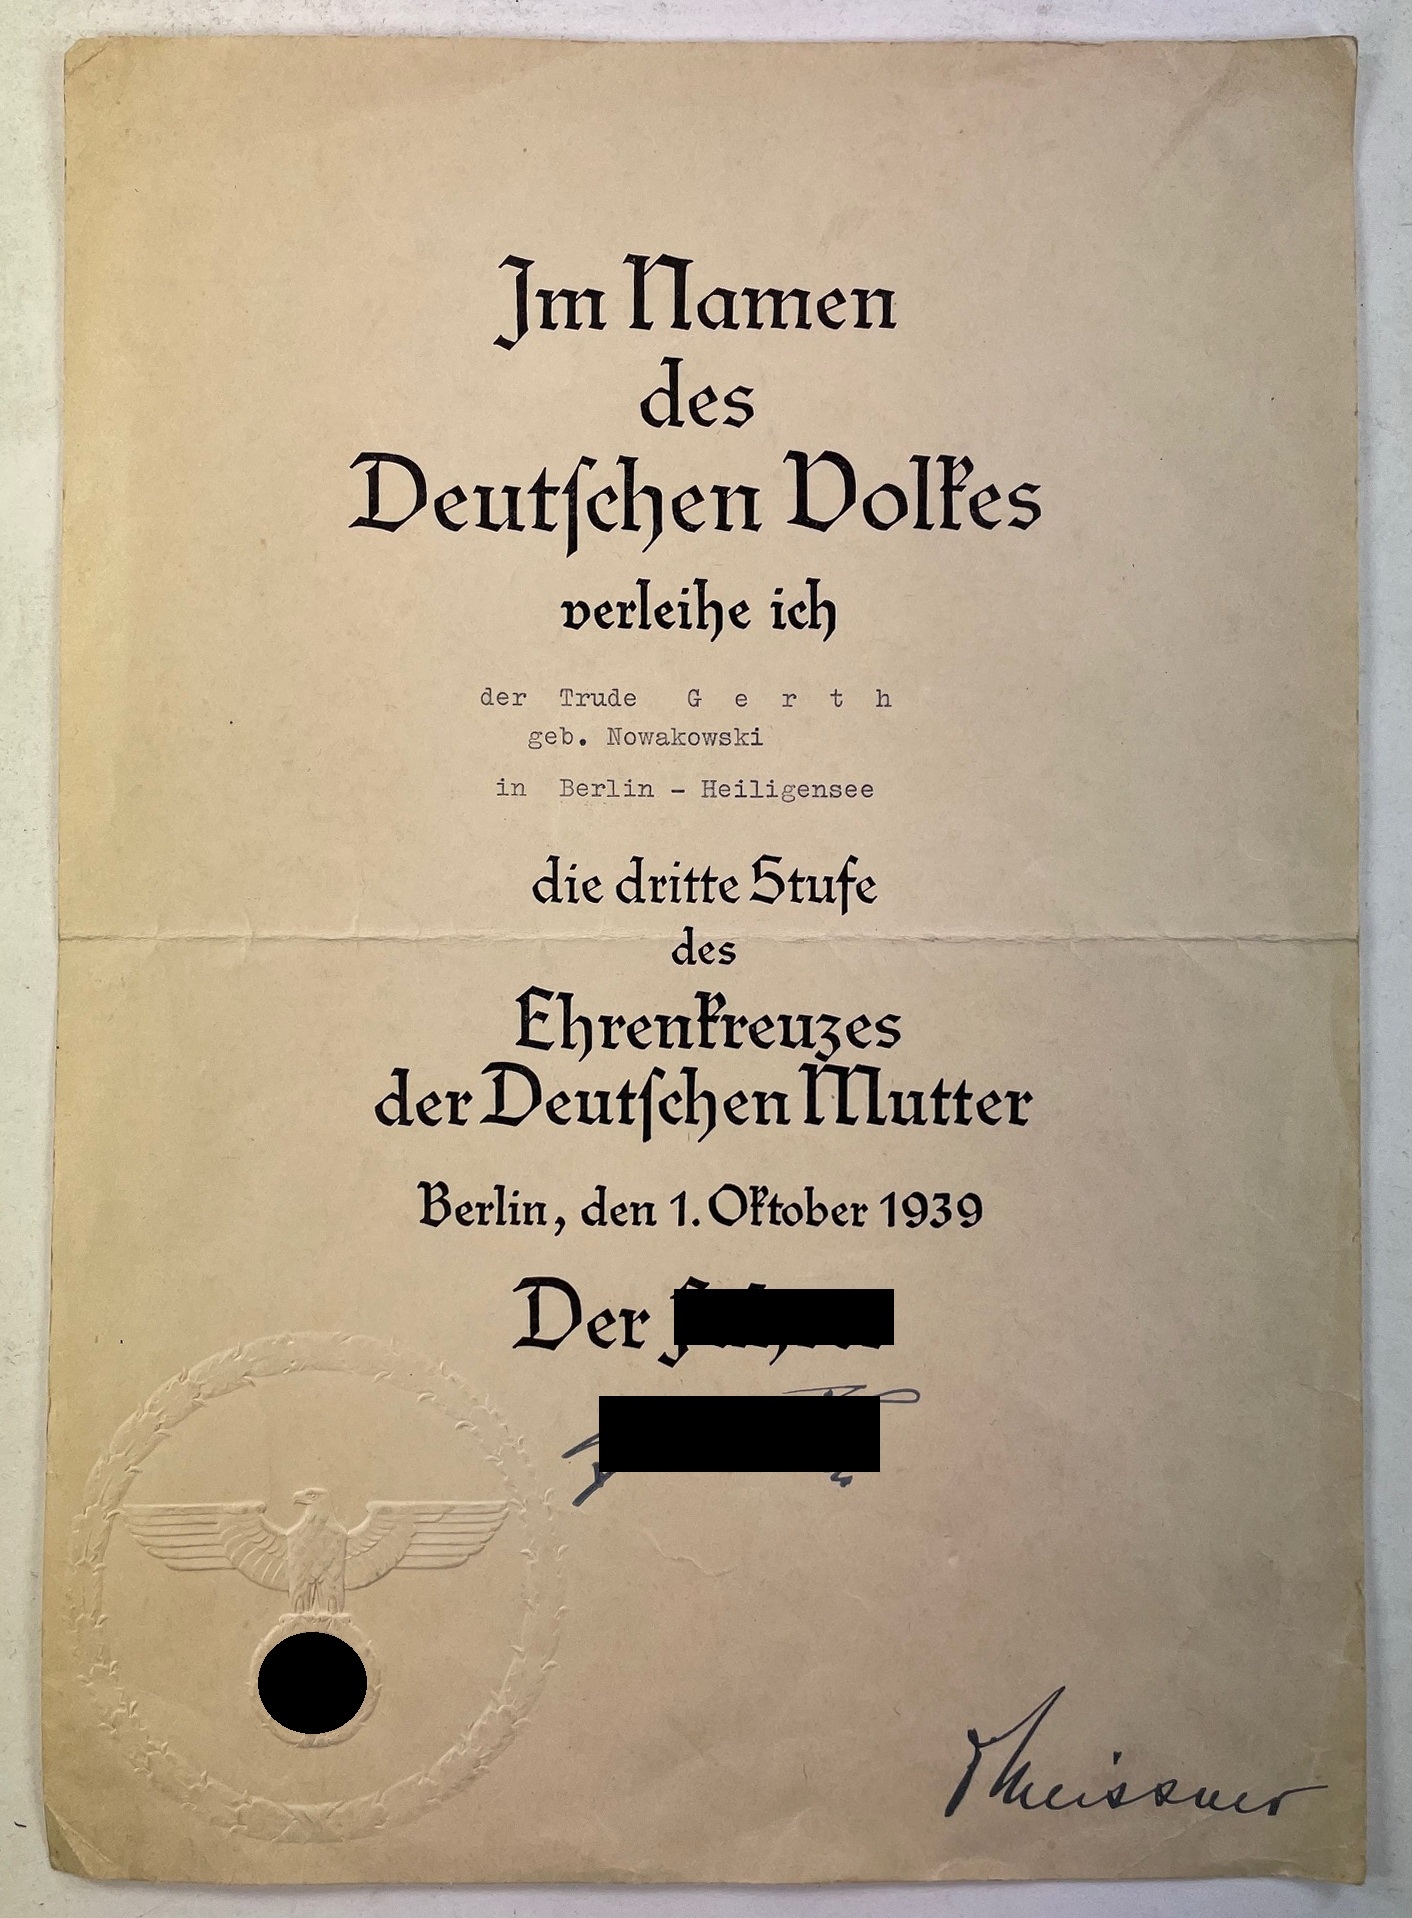 Im Namen
des
Deutschen Volkes
verleihe ich
der Trude G e r t h
geb. Nowakowski
in Berlin - Heiligensee
die dritte Stufe
des
Ehrenkreuzes
der Deutschen Mutter
Berlin, den 1. Oktober 1939
Der
Meissner